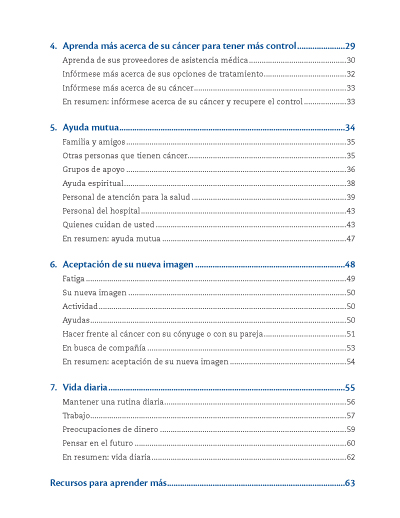 4. Aprenda más acerca de su cáncer para tener más control......................29
Aprenda de sus proveedores de asistencia médica..........................................30
Infórmese más acerca de sus opciones de tratamiento....................................32
Infórmese más acerca de su cáncer..................................................................33
En resumen: infórmese acerca de su cáncer y recupere el control..................33
5. Ayuda mutua........................................................................................................34
Familia y amigos................................................................................................35
Otras personas que tienen cáncer......................................................................35
Grupos de apoyo................................................................................................36
Ayuda espiritual..................................................................................................38
Personal de atención para la salud....................................................................39
Personal del hospital..........................................................................................43
Quienes cuidan de usted....................................................................................43
En resumen: ayuda mutua..................................................................................47
6. Aceptación de su nueva imagen......................................................................48
Fatiga..................................................................................................................49
Su nueva imagen................................................................................................50
Actividad............................................................................................................50
Ayudas................................................................................................................50
Hacer frente al cáncer con su cónyuge o con su pareja....................................51
En busca de compañía........................................................................................53
En resumen: aceptación de su nueva imagen....................................................54
7. Vida diaria............................................................................................................55
Mantener una rutina diaria..................................................................................56
Trabajo................................................................................................................57
Preocupaciones de dinero..................................................................................59
Pensar en el futuro..............................................................................................60
En resumen: vida diaria......................................................................................62
Recursos para aprender más..................................................................................63